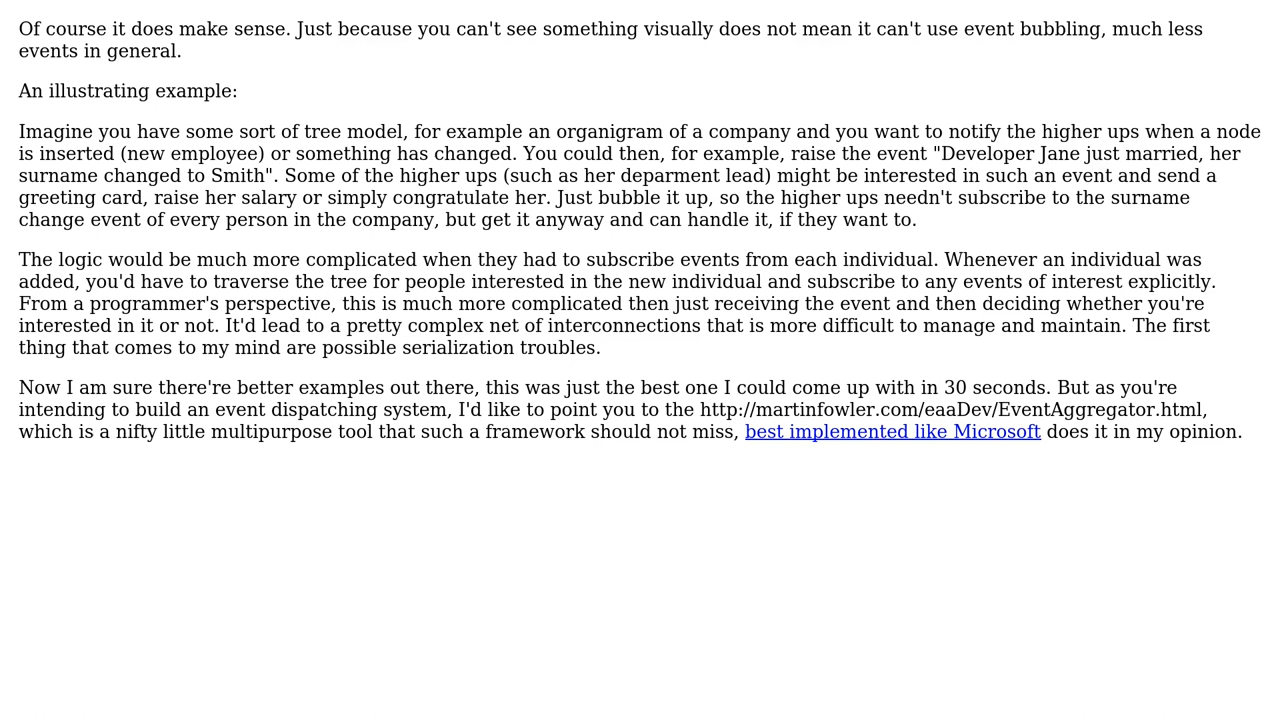 Of course it does make sense. Just because you can't see something visually does not mean it can't use event bubbling, much less
events in general.
An illustrating example:
Imagine you have some sort of tree model, for example an organigram of a company and you want to notify the higher ups when a node
is inserted (new employee) or something has changed. You could then, for example, raise the event "Developer Jane just married, her
surname changed to Smith". Some of the higher ups (such as her deparment lead) might be interested in such an event and send a
greeting card, raise her salary or simply congratulate her. Just bubble it up, so the higher ups needn't subscribe to the surname
change event of every person in the company, but get it anyway and can handle it, if they want to.
The logic would be much more complicated when they had to subscribe events from each individual. Whenever an individual was
added, you'd have to traverse the tree for people interested in the new individual and subscribe to any events of interest explicitly.
From a programmer's perspective, this is much more complicated then just receiving the event and then deciding whether you're
interested in it or not. It'd lead to a pretty complex net of interconnections that is more difficult to manage and maintain. The first
thing that comes to my mind are possible serialization troubles.
Now I am sure there're better examples out there, this was just the best one I could come up with in 30 seconds. But as you're
intending to build an event dispatching system, I'd like to point you to the http://martinfowler.com/eaaDev/EventAggregator.html,
which is a nifty little multipurpose tool that such a framework should not miss, best implemented like Microsoft does it in my opinion.